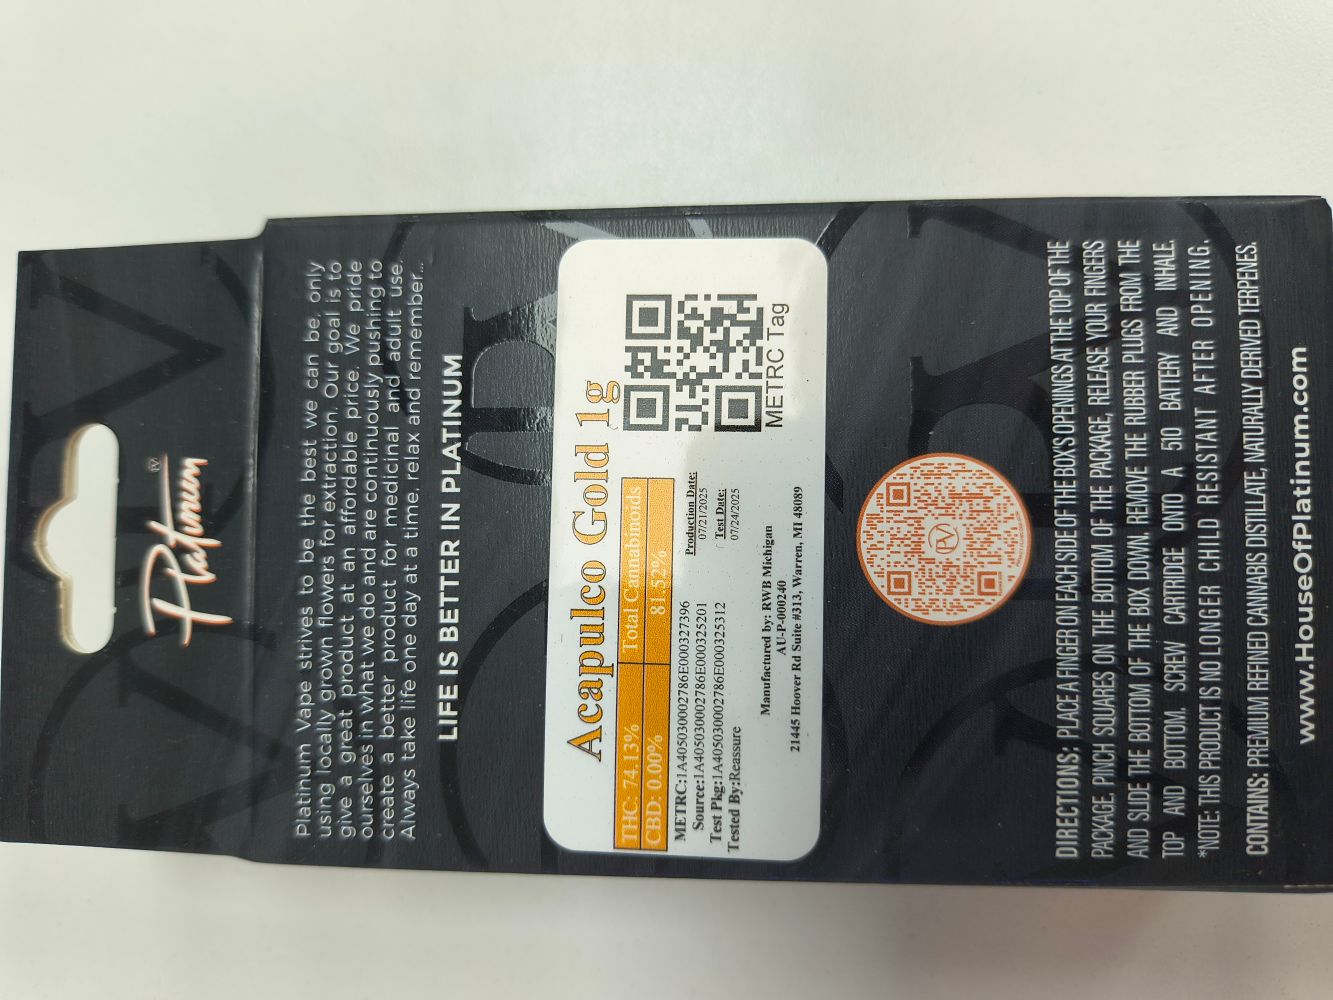 Platinum
PV
Platinum Vape strives to be the best we can be, only
using locally grown flowers for extraction. Our goal is to
give a great product at an affordable price. We pride
ourselves in what we do and are continuously pushing to
create a better product for medicinal and adult use.
Always take life one day at a time, relax and remember...
LIFE IS BETTER IN PLATINUM
Acapulco Gold 1g
THC: 74.13% Total Cannabinoids
CBD: 0.00% 81.52%
METRC:1A4050300002786E000327396
Source:1A4050300002786E000325201
Test Pkg:1A4050300002786E000325312
Tested By:Reassure
Production Date:
07/21/2025
Test Date:
07/24/2025
METRC Tag
Manufactured by: RWB Michigan
AU-P-000240
21445 Hoover Rd Suite #313, Warren, MI 48089
PV
DIRECTIONS: PLACE A FINGER ON EACH SIDE OF THE BOX'S OPENINGS AT THE TOP OF THE
PACKAGE, PINCH SQUARES ON THE BOTTOM OF THE PACKAGE, RELEASE YOUR FINGERS
AND SLIDE THE BOTTOM OF THE BOX DOWN. REMOVE THE RUBBER PLUGS FROM THE
TOP AND BOTTOM. SCREW CARTRIDGE ONTO A 510 BATTERY AND INHALE.
*NOTE: THIS PRODUCT IS NO LONGER CHILD RESISTANT AFTER OPENING.
CONTAINS: PREMIUM REFINED CANNABIS DISTILLATE, NATURALLY DERIVED TERPENES.
www.HouseOfPlatinum.com